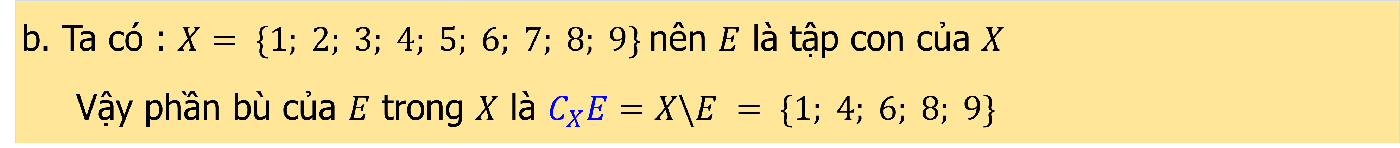 b. Ta có : X = {1; 2; 3; 4; 5; 6; 7; 8; 9} nên E là tập con của X
Vậy phần bù của E trong X là C_X E = X\E = {1; 4; 6; 8; 9}